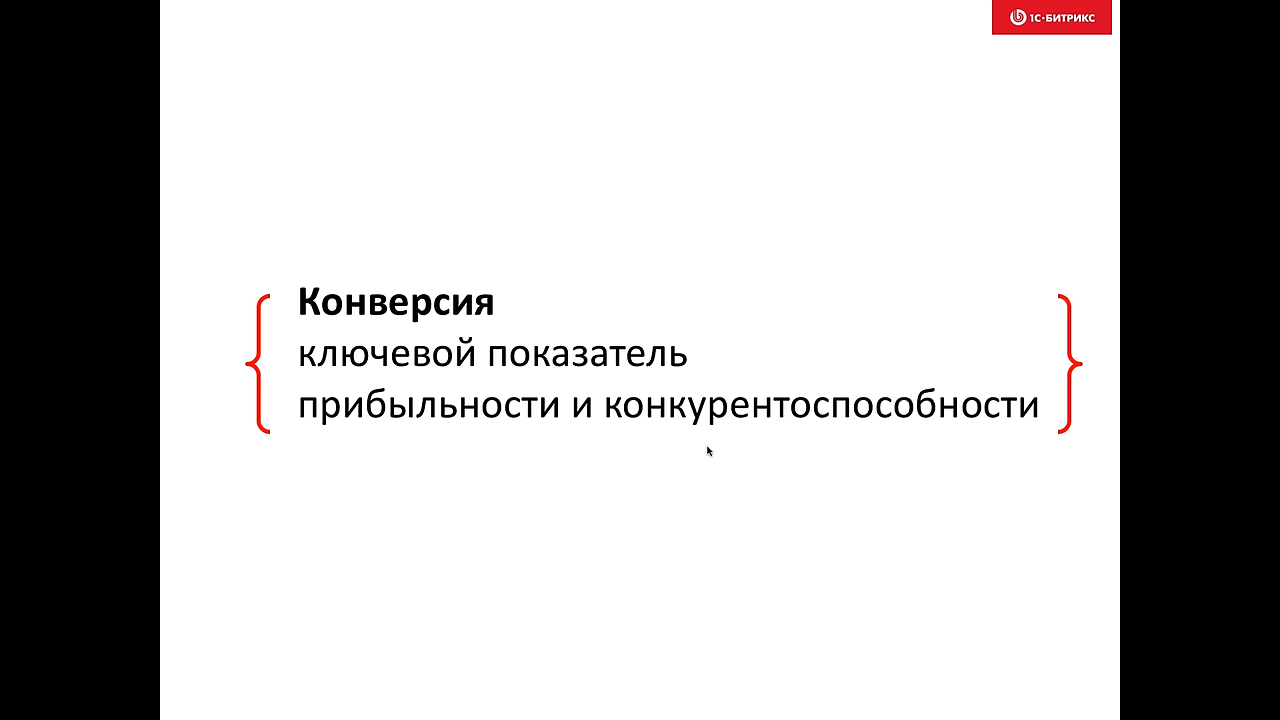 1С-БИТРИКС
Конверсия
ключевой показатель
прибыльности и конкурентоспособности